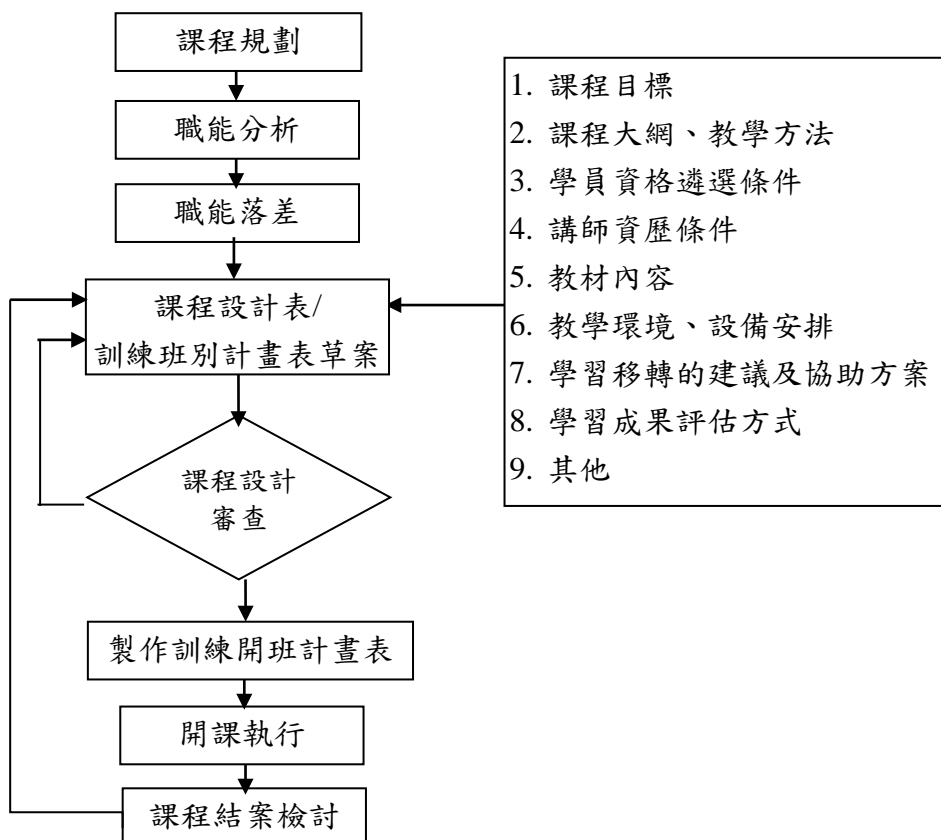 課程規劃
職能分析
職能落差
課程設計表/
訓練班別計畫表草案
課程設計
審查
製作訓練開班計畫表
開課執行
課程結案檢討
1. 課程目標
2. 課程大網、教學方法
3. 學員資格遴選條件
4. 講師資歷條件
5. 教材內容
6. 教學環境、設備安排
7. 學習移轉的建議及協助方案
8. 學習成果評估方式
9. 其他